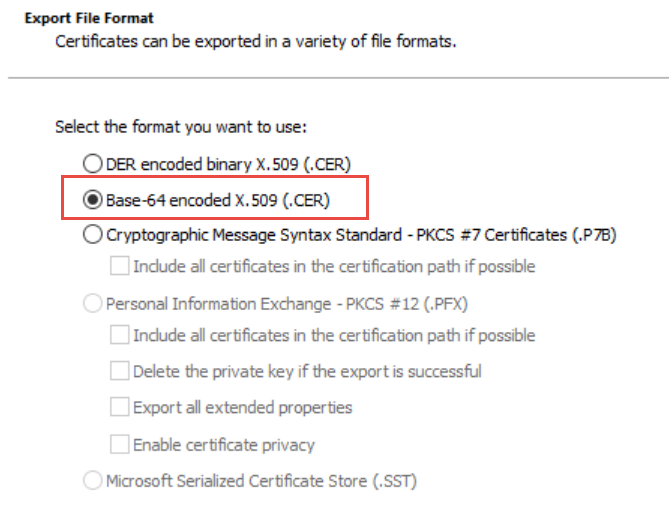 Export File Format
Certificates can be exported in a variety of file formats.
Select the format you want to use:
DER encoded binary X.509 (.CER)
Base-64 encoded X.509 (.CER)
Cryptographic Message Syntax Standard - PKCS #7 Certificates (.P7B)
Include all certificates in the certification path if possible
Personal Information Exchange - PKCS #12 (.PFX)
Include all certificates in the certification path if possible
Delete the private key if the export is successful
Export all extended properties
Enable certificate privacy
Microsoft Serialized Certificate Store (.SST)